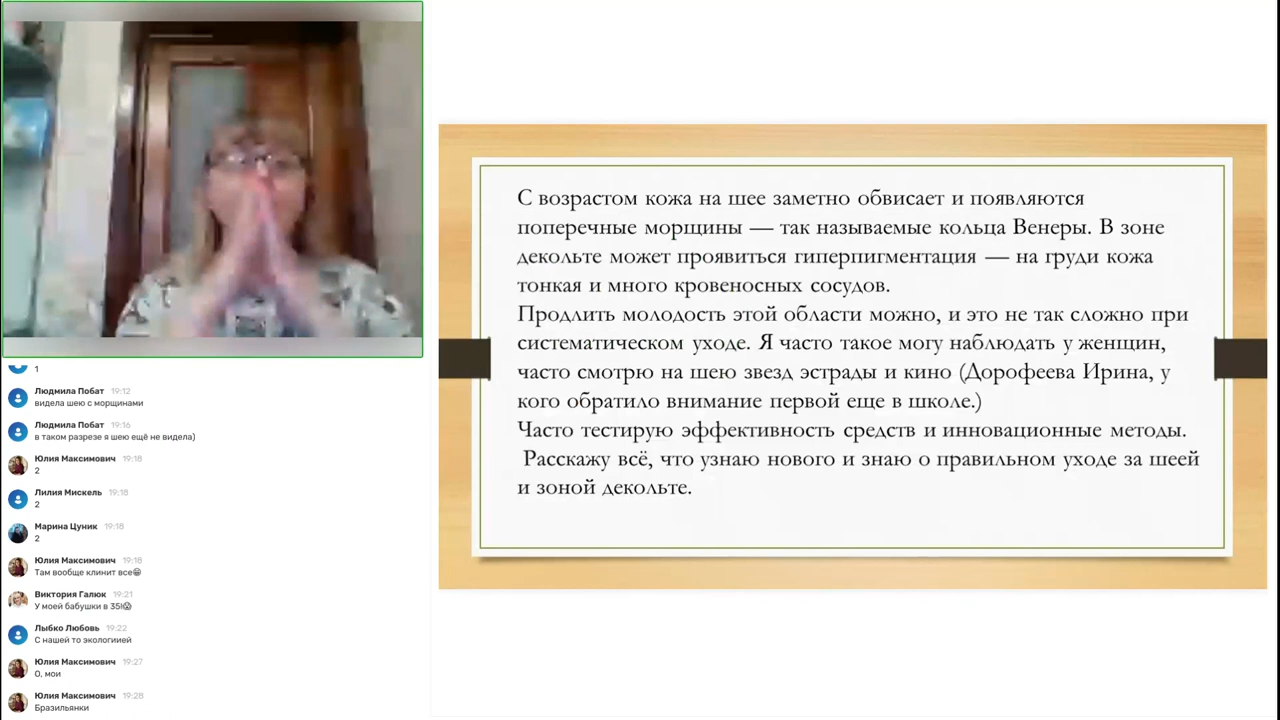 1
Людмила Побат 19:12
видела шею с морщинами
Людмила Побат 19:16
в таком разрезе я шею ещё не видела)
Юлия Максимович 19:18
2
Лилия Мискель 19:18
2
Марина Цуник 19:18
2
Юлия Максимович 19:18
Там вообще клинит все😁
Виктория Галюк 19:21
У моей бабушки в 35!😱
Лыбко Любовь 19:22
С нашей то экологиией
Юлия Максимович 19:27
О, мои
Юлия Максимович 19:28
Бразильянки
С возрастом кожа на шее заметно обвисает и появляются
поперечные морщины — так называемые кольца Венеры. В зоне
декольте может проявиться гиперпигментация — на груди кожа
тонкая и много кровеносных сосудов.
Продлить молодость этой области можно, и это не так сложно при
систематическом уходе. Я часто такое могу наблюдать у женщин,
часто смотрю на шею звезд эстрады и кино (Дорофеева Ирина, у
кого обратило внимание первой еще в школе.)
Часто тестирую эффективность средств и инновационные методы.
Расскажу всё, что узнаю нового и знаю о правильном уходе за шеей
и зоной декольте.